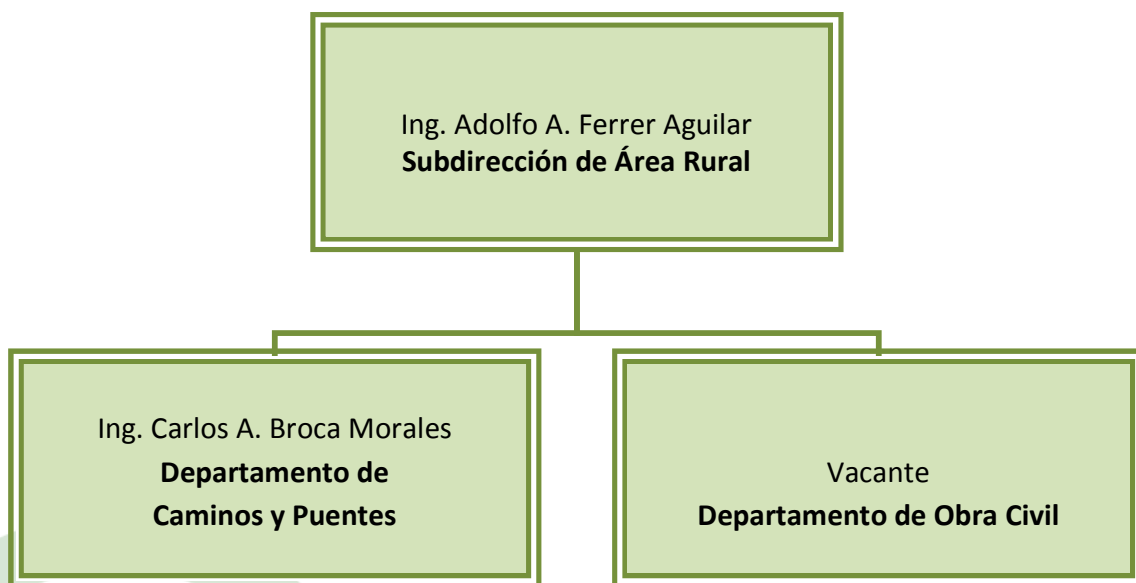 Ing. Adolfo A. Ferrer Aguilar
Subdirección de Área Rural
Ing. Carlos A. Broca Morales
Departamento de
Caminos y Puentes
Vacante
Departamento de Obra Civil